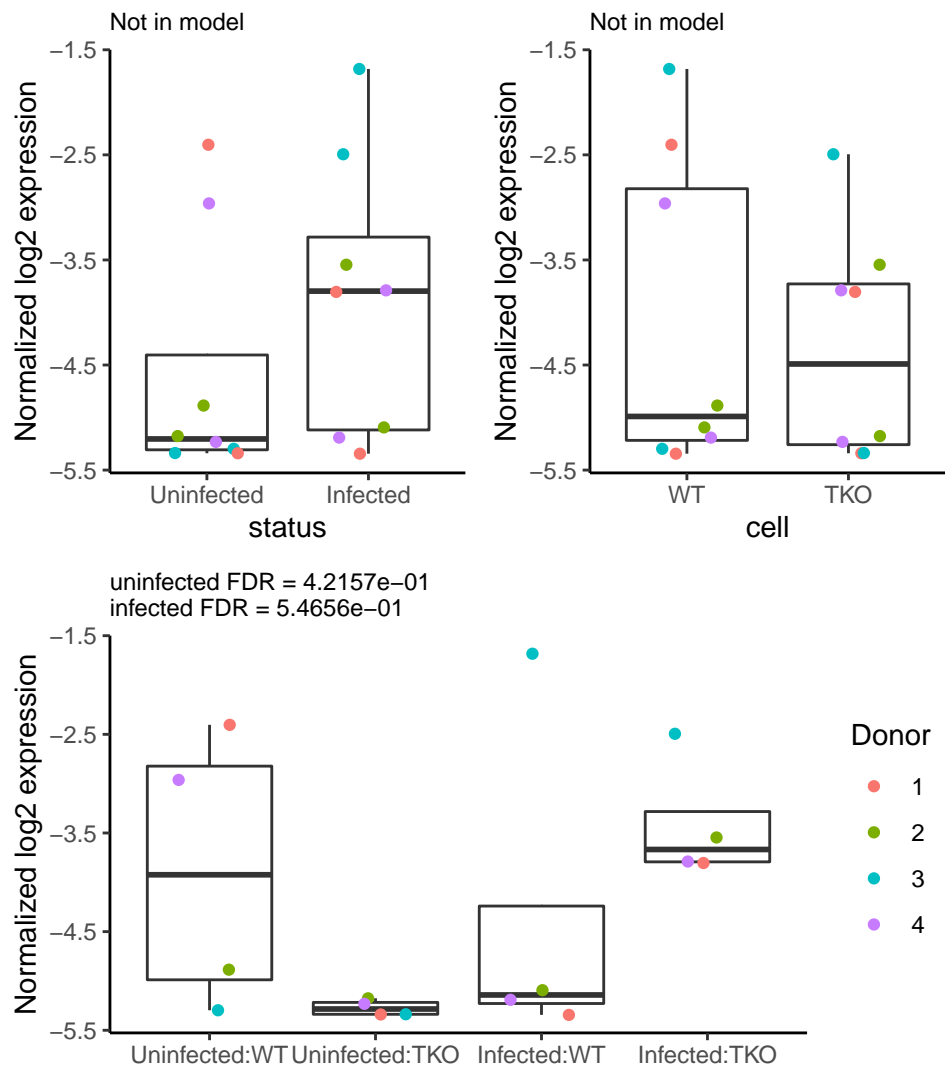 Not in model
Normalized log2 expression
−1.5
−2.5
−3.5
−4.5
−5.5
Uninfected Infected
status
Not in model
Normalized log2 expression
−1.5
−2.5
−3.5
−4.5
−5.5
WT TKO
cell
uninfected FDR = 4.2157e−01
infected FDR = 5.4656e−01
Normalized log2 expression
−1.5
−2.5
−3.5
−4.5
−5.5
Uninfected:WT Uninfected:TKO Infected:WT Infected:TKO
Donor
1
2
3
4